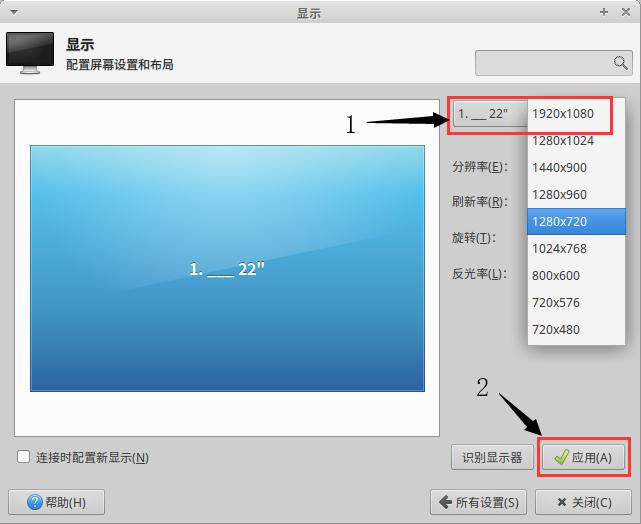 显示
显示
配置屏幕设置和布局
1
1. ___ 22"
1920x1080
1280x1024
分辨率(E):
1440x900
刷新率(R):
1280x960
1280x720
旋转(T):
1024x768
反光率(L):
800x600
720x576
720x480
1. ___ 22"
2
连接时配置新显示(N)
识别显示器
应用(A)
帮助(H)
所有设置(S)
关闭(C)